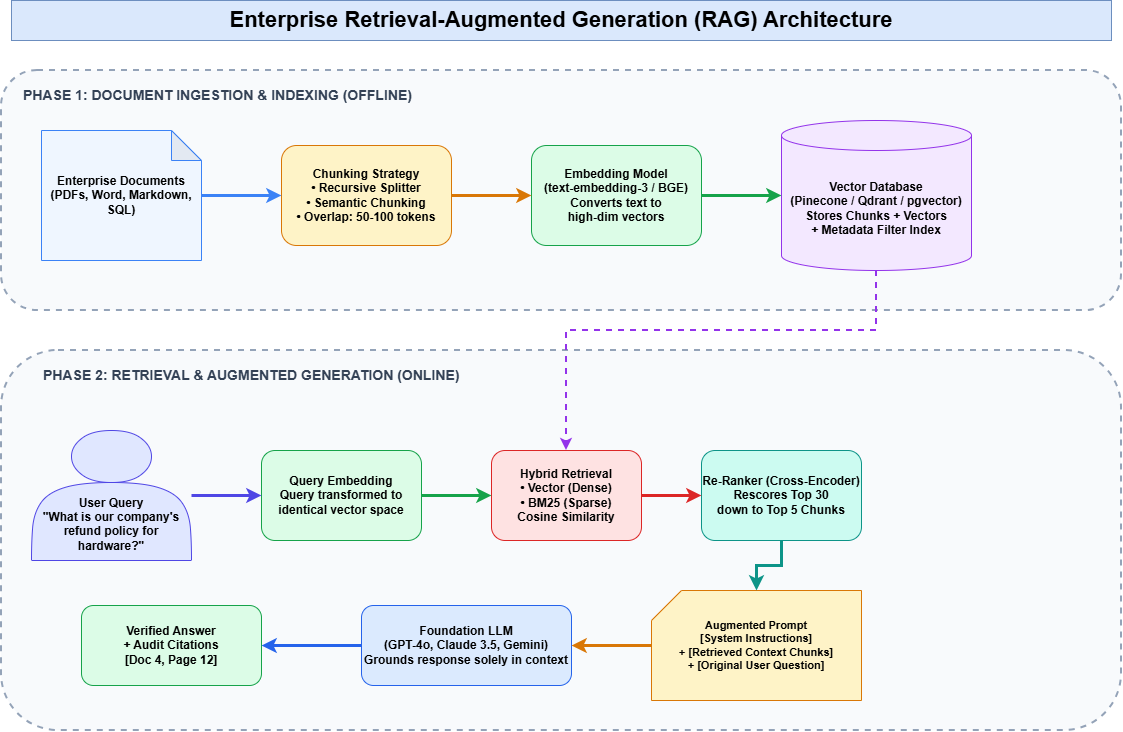 Enterprise Retrieval-Augmented Generation (RAG) Architecture
PHASE 1: DOCUMENT INGESTION & INDEXING (OFFLINE)
Enterprise Documents
(PDFs, Word, Markdown,
SQL)
Chunking Strategy
• Recursive Splitter
• Semantic Chunking
• Overlap: 50-100 tokens
Embedding Model
(text-embedding-3 / BGE)
Converts text to
high-dim vectors
Vector Database
(Pinecone / Qdrant / pgvector)
Stores Chunks + Vectors
+ Metadata Filter Index
PHASE 2: RETRIEVAL & AUGMENTED GENERATION (ONLINE)
User Query
"What is our company's
refund policy for
hardware?"
Query Embedding
Query transformed to
identical vector space
Hybrid Retrieval
• Vector (Dense)
• BM25 (Sparse)
Cosine Similarity
Re-Ranker (Cross-Encoder)
Rescores Top 30
down to Top 5 Chunks
Verified Answer
+ Audit Citations
[Doc 4, Page 12]
Foundation LLM
(GPT-4o, Claude 3.5, Gemini)
Grounds response solely in context
Augmented Prompt
[System Instructions]
+ [Retrieved Context Chunks]
+ [Original User Question]